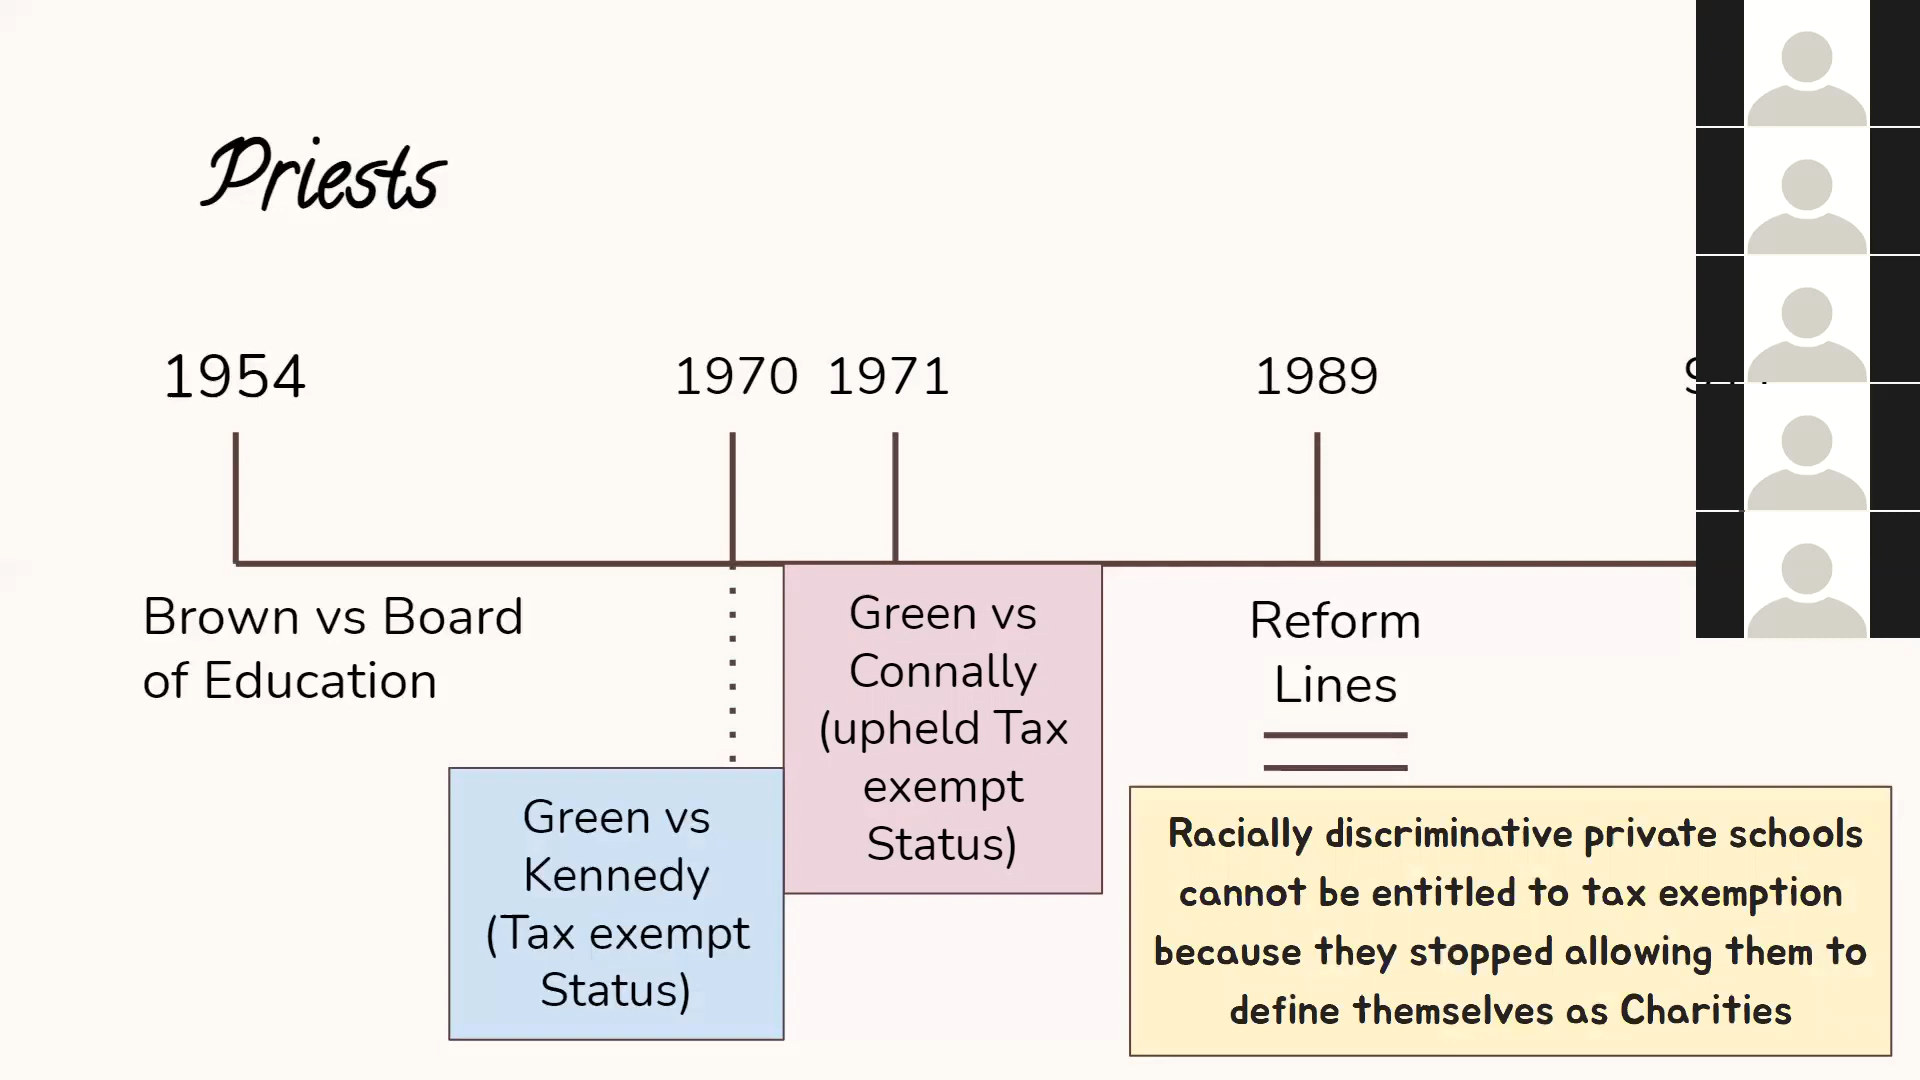 Priests
1954
1970
1971
1989
Brown vs Board
of Education
Green vs
Connally
(upheld Tax
exempt
Status)
Reform
Lines
Green vs
Kennedy
(Tax exempt
Status)
Racially discriminative private schools
cannot be entitled to tax exemption
because they stopped allowing them to
define themselves as Charities